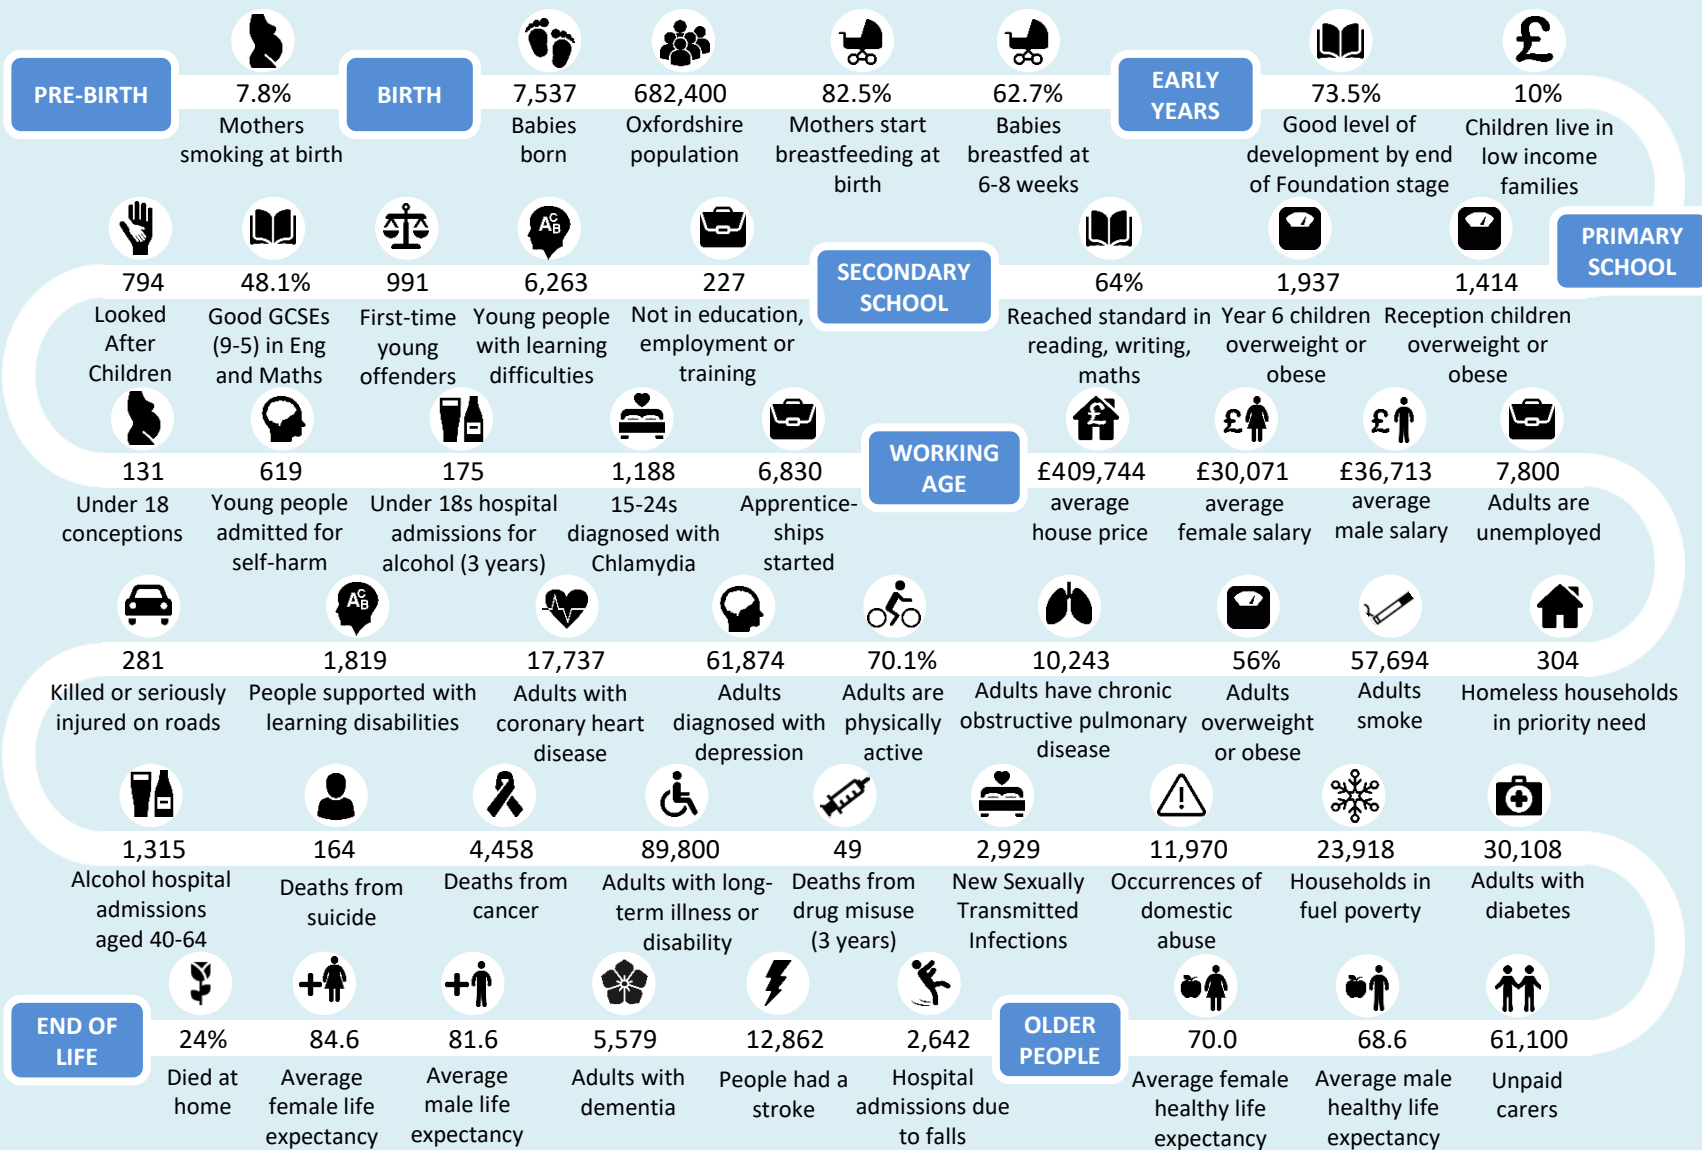 PRE-BIRTH
7.8%
Mothers
smoking at birth
BIRTH
7,537
Babies
born
682,400
Oxfordshire
population
82.5%
Mothers start
breastfeeding at
birth
62.7%
Babies
breastfed at
6-8 weeks
EARLY
YEARS
73.5%
Good level of
development by end
of Foundation stage
£
10%
Children live in
low income
families
PRIMARY
SCHOOL
1,414
Reception children
overweight or
obese
1,937
Year 6 children
overweight or
obese
64%
Reached standard in
reading, writing,
maths
SECONDARY
SCHOOL
227
Not in education,
employment or
training
A C B
6,263
Young people
with learning
difficulties
991
First-time
young
offenders
48.1%
Good GCSEs
(9-5) in Eng
and Maths
794
Looked
After
Children
131
Under 18
conceptions
619
Young people
admitted for
self-harm
175
Under 18s hospital
admissions for
alcohol (3 years)
1,188
15-24s
diagnosed with
Chlamydia
6,830
Apprentice-
ships
started
WORKING
AGE
£
£409,744
average
house price
£
£30,071
average
female salary
£
£36,713
average
male salary
7,800
Adults are
unemployed
304
Homeless households
in priority need
57,694
Adults
smoke
56%
Adults
overweight
or obese
10,243
Adults have chronic
obstructive pulmonary
disease
70.1%
Adults are
physically
active
61,874
Adults
diagnosed with
depression
17,737
Adults with
coronary heart
disease
A C B
1,819
People supported with
learning disabilities
281
Killed or seriously
injured on roads
1,315
Alcohol hospital
admissions
aged 40-64
164
Deaths from
suicide
4,458
Deaths from
cancer
89,800
Adults with long-
term illness or
disability
49
Deaths from
drug misuse
(3 years)
2,929
New Sexually
Transmitted
Infections
11,970
Occurrences of
domestic
abuse
23,918
Households in
fuel poverty
30,108
Adults with
diabetes
61,100
Unpaid
carers
68.6
Average male
healthy life
expectancy
70.0
Average female
healthy life
expectancy
OLDER
PEOPLE
2,642
Hospital
admissions due
to falls
12,862
People had a
stroke
5,579
Adults with
dementia
81.6
Average
male life
expectancy
84.6
Average
female life
expectancy
24%
Died at
home
END OF
LIFE